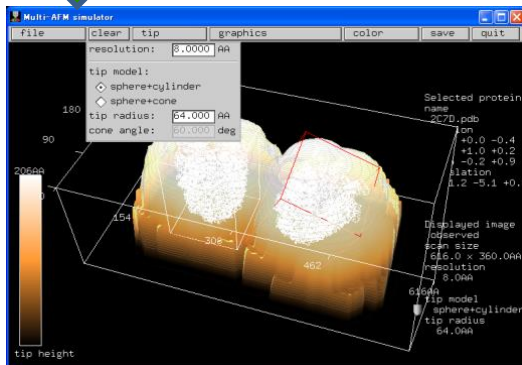 Multi-AFM simulator
file clear tip graphics color save quit
resolution: 8.0000 AA
tip model:
sphere+cylinder
sphere+cone
tip radius: 64.000 AA
cone angle: 60.000 deg
180
90
206AA
154
308
462
616AA
tip height
Selected protein
name
2C7D.pdb
+0.0 -0.4
+1.0 +0.2
-0.2 +0.9
1.2 -5.1 +0.
Displayed image
observed
scan size
616.0 x 360.0AA
resolution
8.0AA
tip model
sphere+cylinder
tip radius
64.0AA